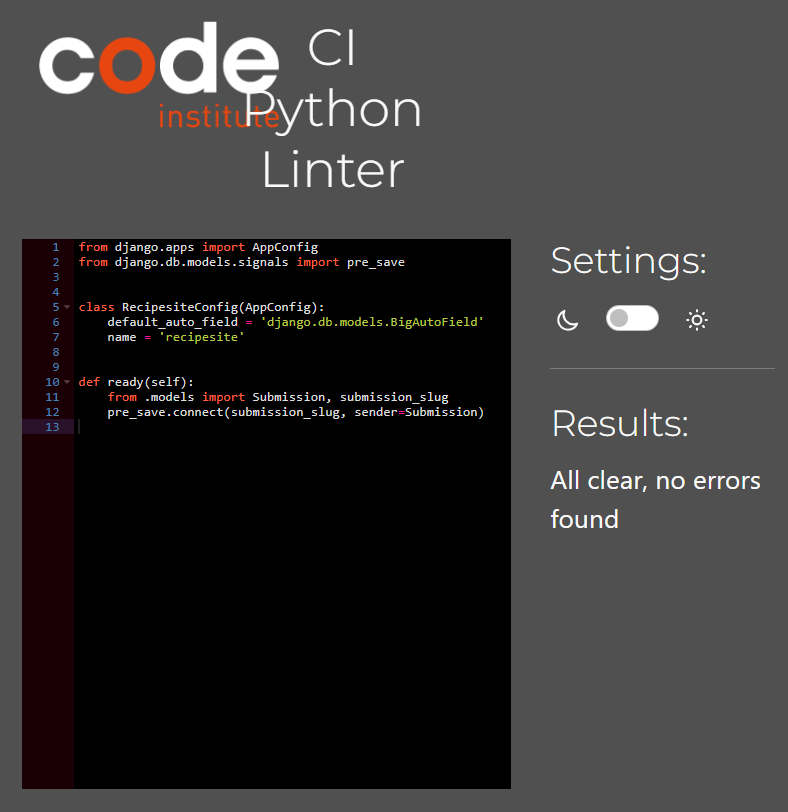 code
institute
CI
Python
Linter
1 from django.apps import AppConfig
2 from django.db.models.signals import pre_save
3
4
5 class RecipesiteConfig(AppConfig):
6     default_auto_field = 'django.db.models.BigAutoField'
7     name = 'recipesite'
8
9
10 def ready(self):
11     from .models import Submission, submission_slug
12     pre_save.connect(submission_slug, sender=Submission)
13
Settings:
Results:
All clear, no errors
found